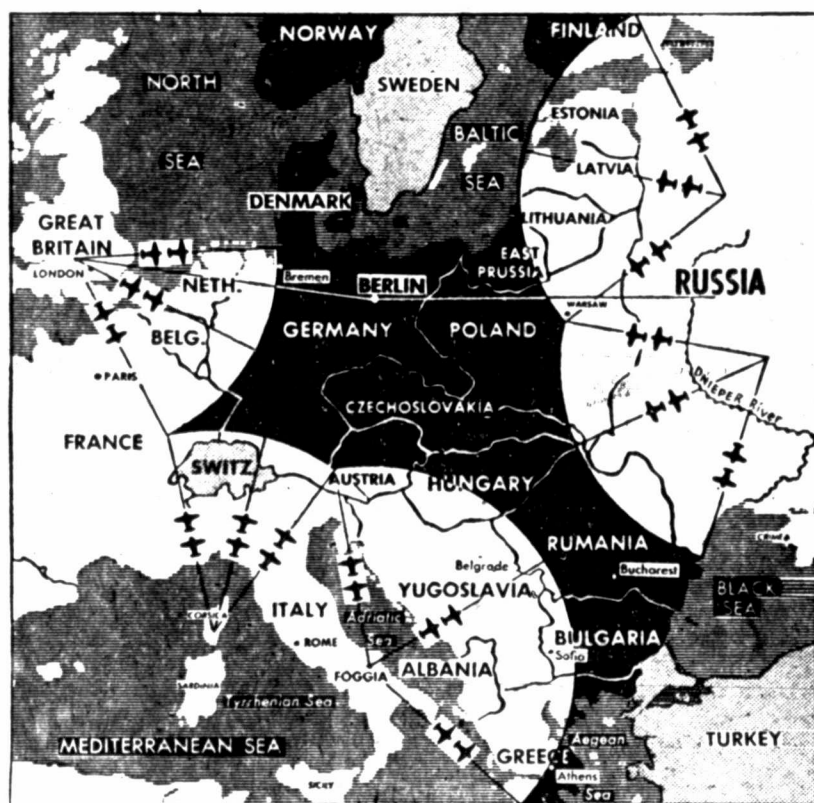 NORWAY
FINLAND
NORTH
SEA
SWEDEN
ESTONIA
BALTIC
SEA
LATVIA
DENMARK
LITHUANIA
GREAT
BRITAIN
LONDON
NETH.
Bremen
BERLIN
EAST
PRUSSIA
RUSSIA
WARSAW
BELG.
GERMANY
POLAND
PARIS
DNIEPER River
CZECHOSLOVAKIA
FRANCE
SWITZ.
AUSTRIA
HUNGARY
RUMANIA
CRIMEA
Belgrade
Bucharest
BLACK
SEA
CORSICA
ITALY
Adriatic
Sea
YUGOSLAVIA
BULGARIA
Sofia
ROME
FOGGIA
ALBANIA
SARDINIA
Tyrrhenian Sea
MEDITERRANEAN SEA
GREECE
Aegean
Sea
Athens
TURKEY
SICILY